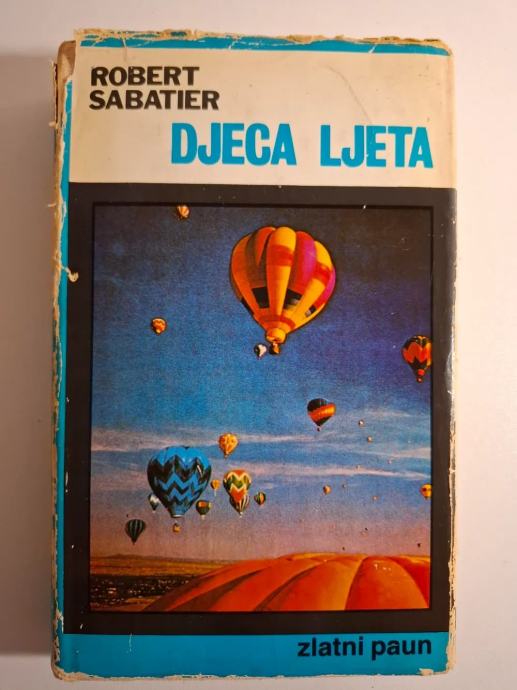 ROBERT
SABATIER
DJECA LJETA
zlatni paun